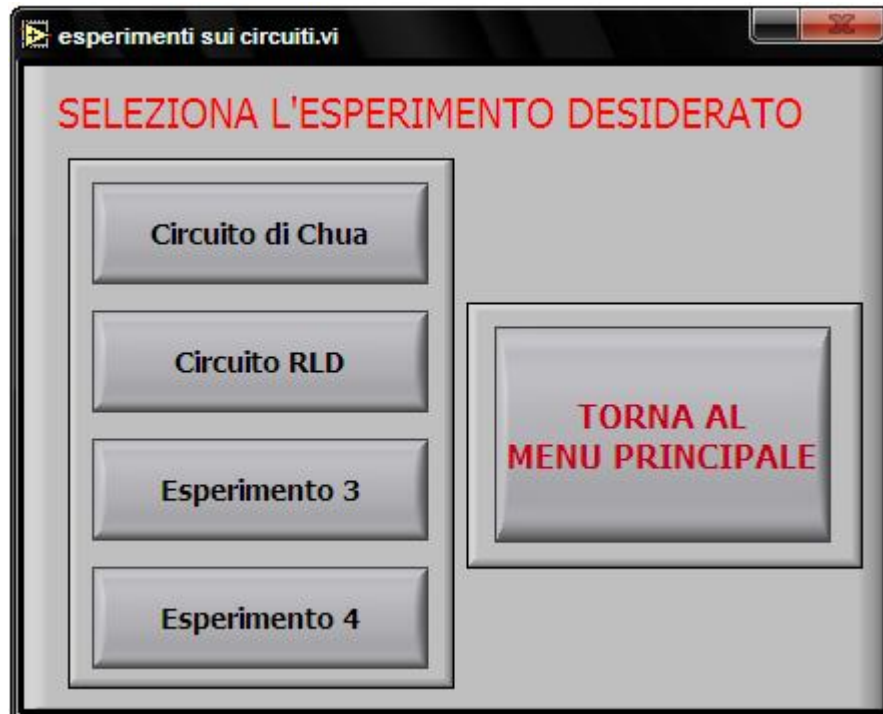 esperimenti sui circuiti.vi
SELEZIONA L'ESPERIMENTO DESIDERATO
Circuito di Chua
Circuito RLD
Esperimento 3
Esperimento 4
TORNA AL
MENU PRINCIPALE